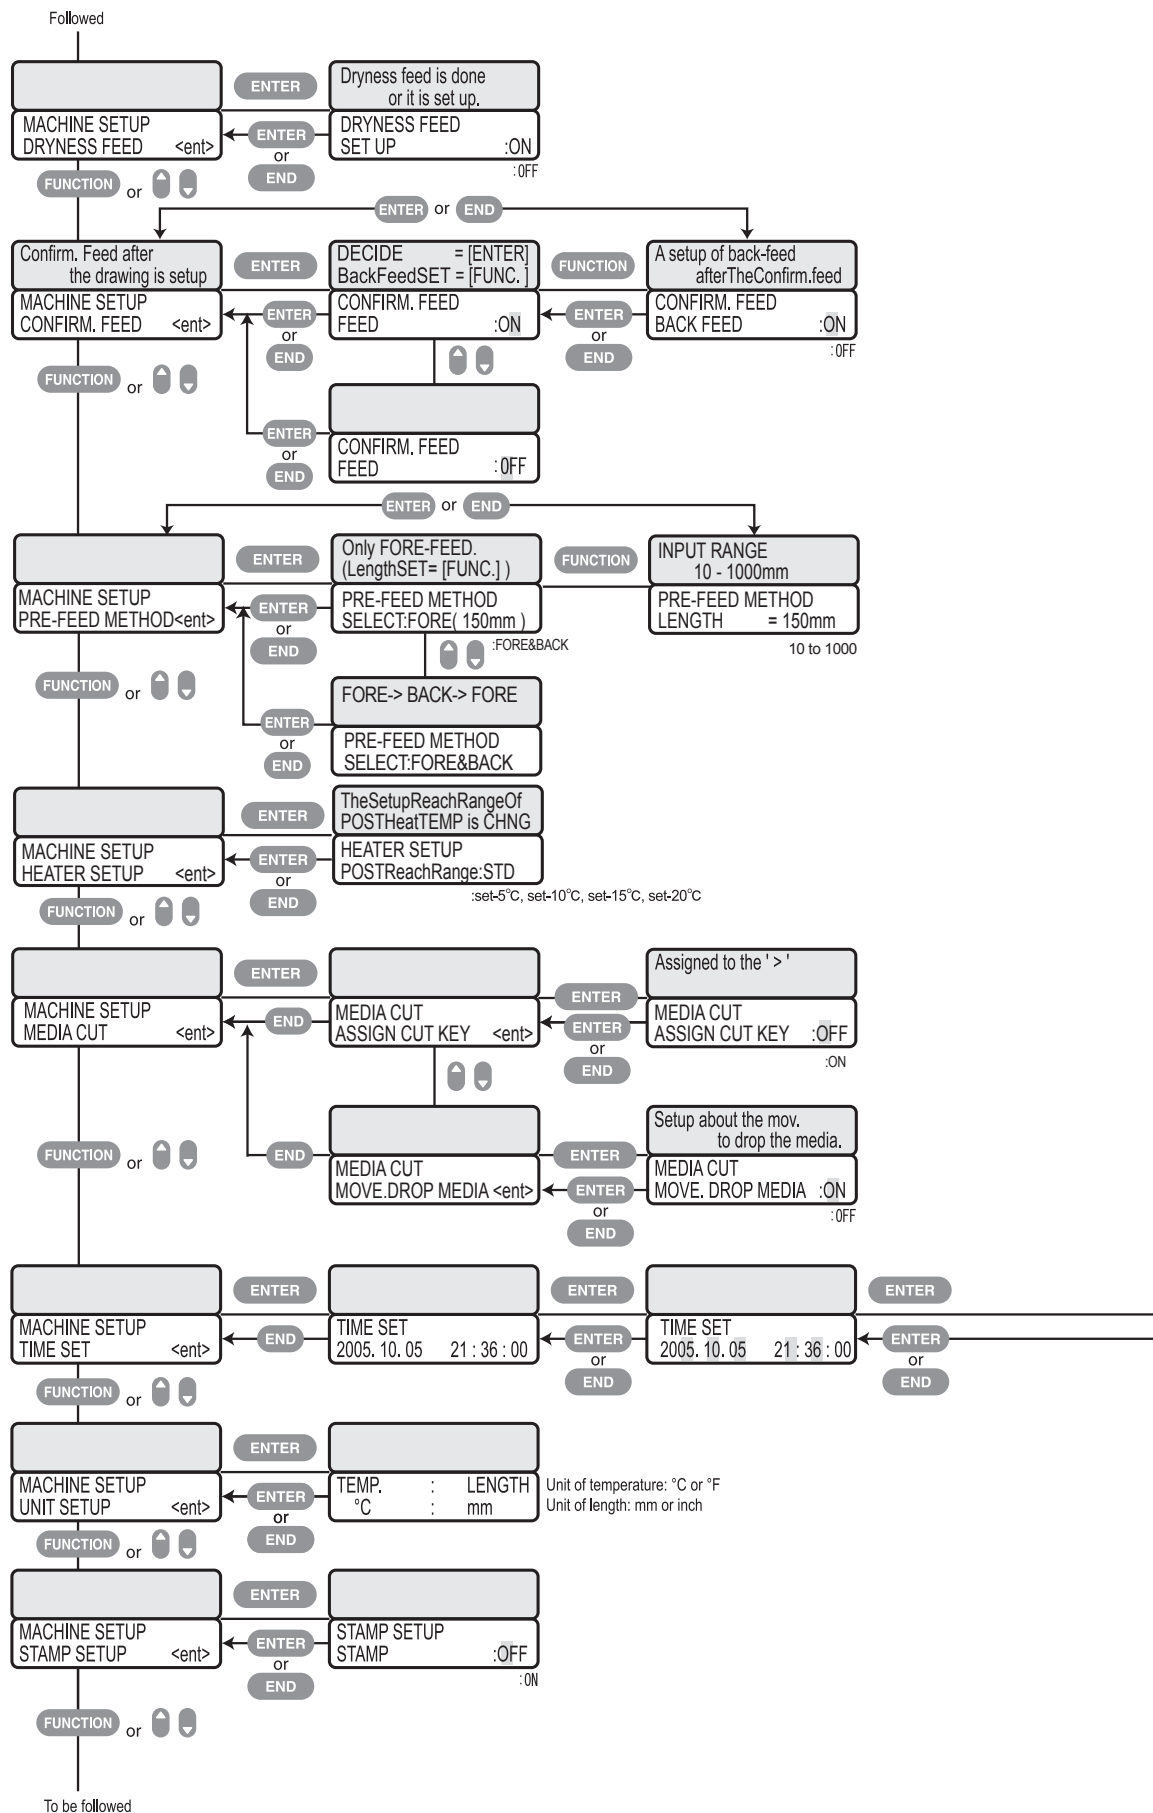 Followed
ENTER
Dryness feed is done
or it is set up.
MACHINE SETUP
DRYNESS FEED <ent>
ENTER
or
END
DRYNESS FEED
SET UP :ON
:OFF
FUNCTION or
ENTER or END
Confirm. Feed after
the drawing is setup
ENTER
DECIDE = [ENTER]
BackFeedSET = [FUNC. ]
FUNCTION
A setup of back-feed
afterTheConfirm.feed
MACHINE SETUP
CONFIRM. FEED <ent>
ENTER
or
END
CONFIRM. FEED
FEED :ON
ENTER
or
END
CONFIRM. FEED
BACK FEED :ON
:OFF
FUNCTION or
ENTER
or
END
CONFIRM. FEED
FEED :OFF
ENTER or END
ENTER
Only FORE-FEED.
(LengthSET= [FUNC.] )
FUNCTION
INPUT RANGE
10 - 1000mm
MACHINE SETUP
PRE-FEED METHOD<ent>
ENTER
or
END
PRE-FEED METHOD
SELECT:FORE( 150mm )
:FORE&BACK
PRE-FEED METHOD
LENGTH = 150mm
10 to 1000
FUNCTION or
FORE-> BACK-> FORE
ENTER
or
END
PRE-FEED METHOD
SELECT:FORE&BACK
ENTER
TheSetupReachRangeOf
POSTHeatTEMP is CHNG
MACHINE SETUP
HEATER SETUP <ent>
ENTER
or
END
HEATER SETUP
POSTReachRange:STD
:set-5°C, set-10°C, set-15°C, set-20°C
FUNCTION or
ENTER
Assigned to the ' > '
MACHINE SETUP
MEDIA CUT <ent>
END
MEDIA CUT
ASSIGN CUT KEY <ent>
ENTER
ENTER
or
END
MEDIA CUT
ASSIGN CUT KEY :OFF
:ON
FUNCTION or
END
MEDIA CUT
MOVE.DROP MEDIA <ent>
ENTER
ENTER
or
END
Setup about the mov.
to drop the media.
MEDIA CUT
MOVE. DROP MEDIA :ON
:OFF
ENTER
ENTER
ENTER
MACHINE SETUP
TIME SET <ent>
END
TIME SET
2005. 10. 05 21 : 36 : 00
ENTER
or
END
TIME SET
2005. 10. 05 21 : 36 : 00
ENTER
or
END
FUNCTION or
ENTER
MACHINE SETUP
UNIT SETUP <ent>
ENTER
or
END
TEMP. : LENGTH
°C : mm
Unit of temperature: °C or °F
Unit of length: mm or inch
FUNCTION or
ENTER
MACHINE SETUP
STAMP SETUP <ent>
ENTER
or
END
STAMP SETUP
STAMP :OFF
:ON
FUNCTION or
To be followed